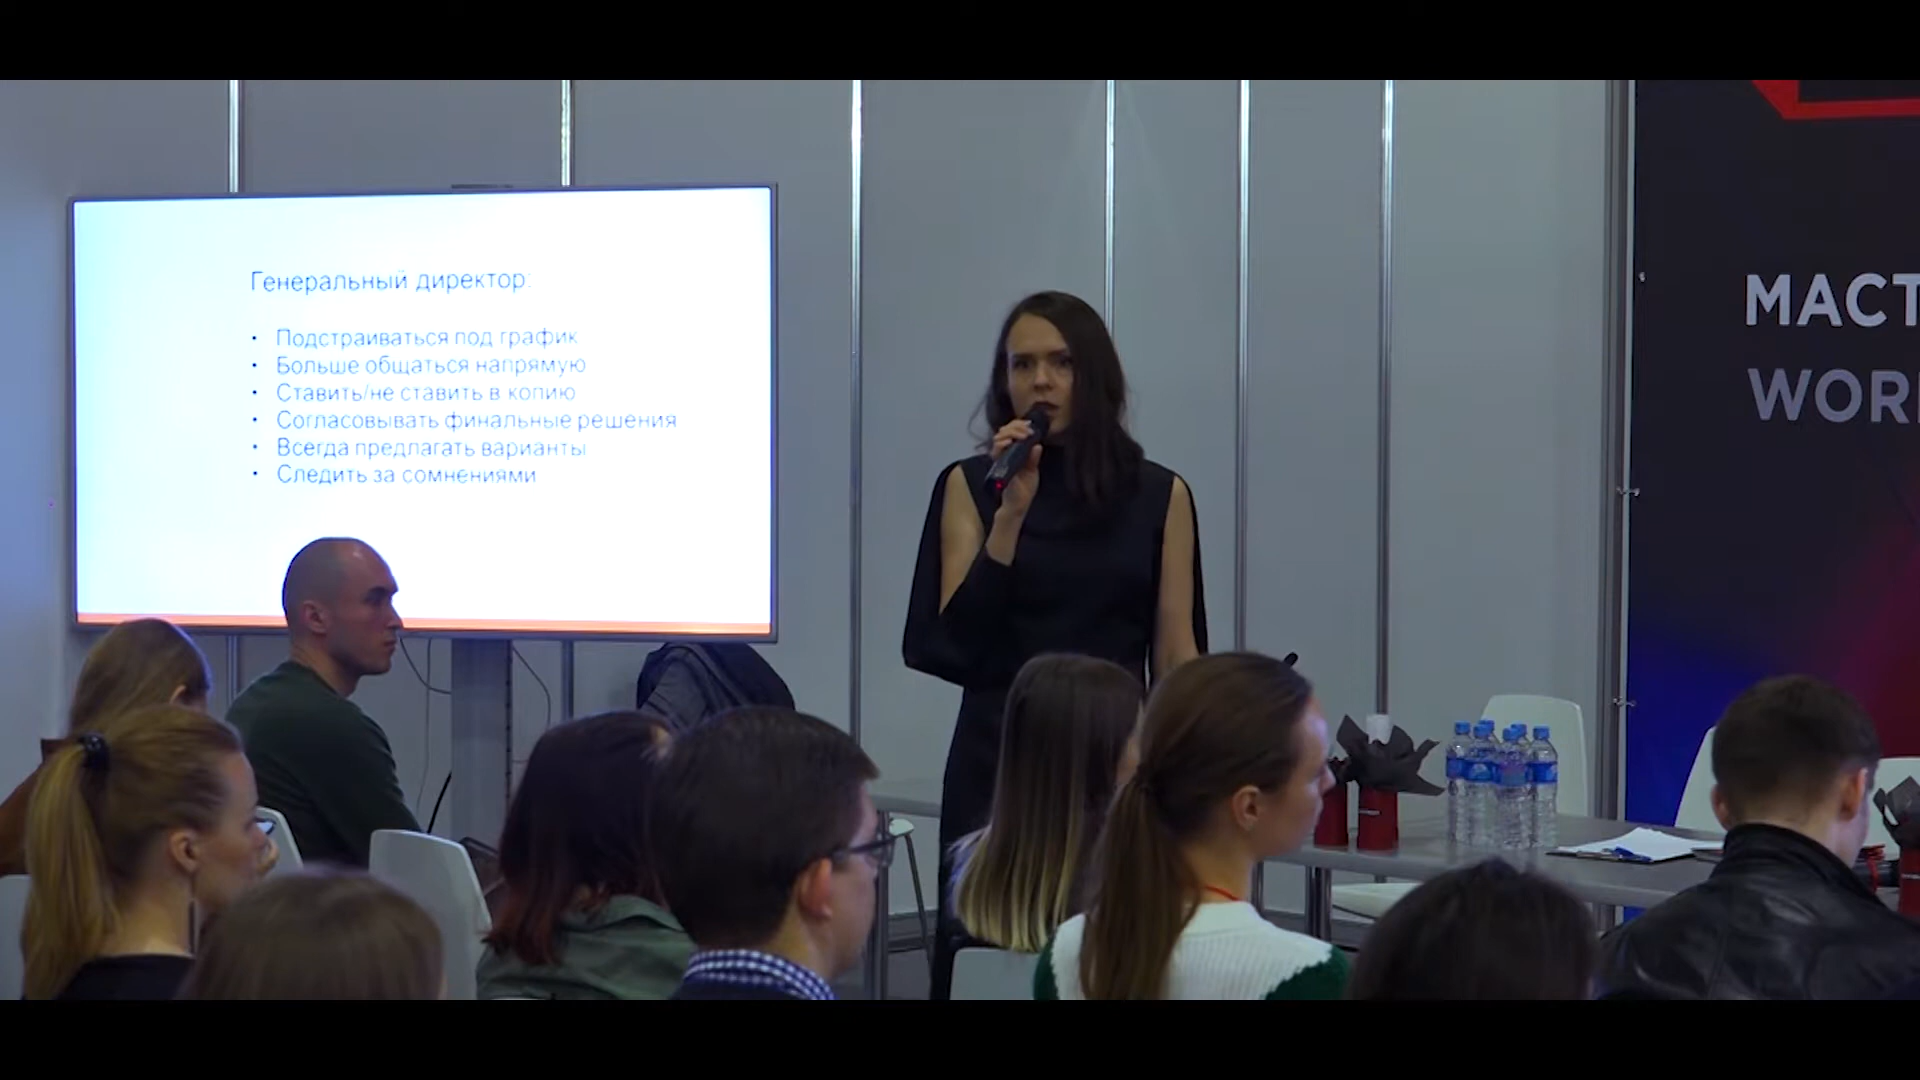 Генеральный директор:
• Подстраиваться под график
• Больше общаться напрямую
• Ставить/не ставить в копию
• Согласовывать финальные решения
• Всегда предлагать варианты
• Следить за сомнениями
МАСТ
WOR